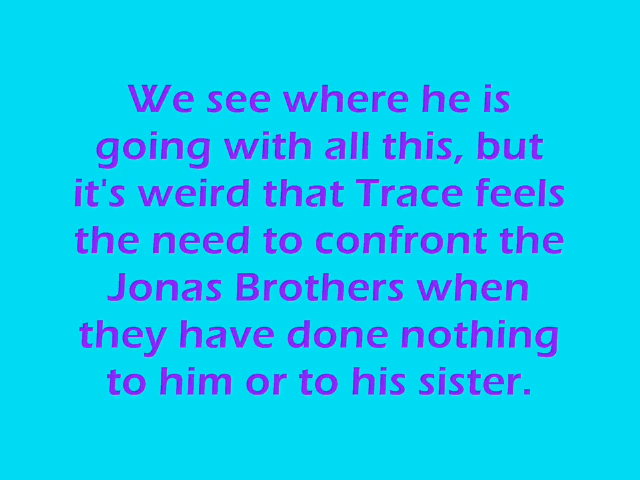 We see where he is
going with all this, but
it's weird that Trace feels
the need to confront the
Jonas Brothers when
they have done nothing
to him or to his sister.